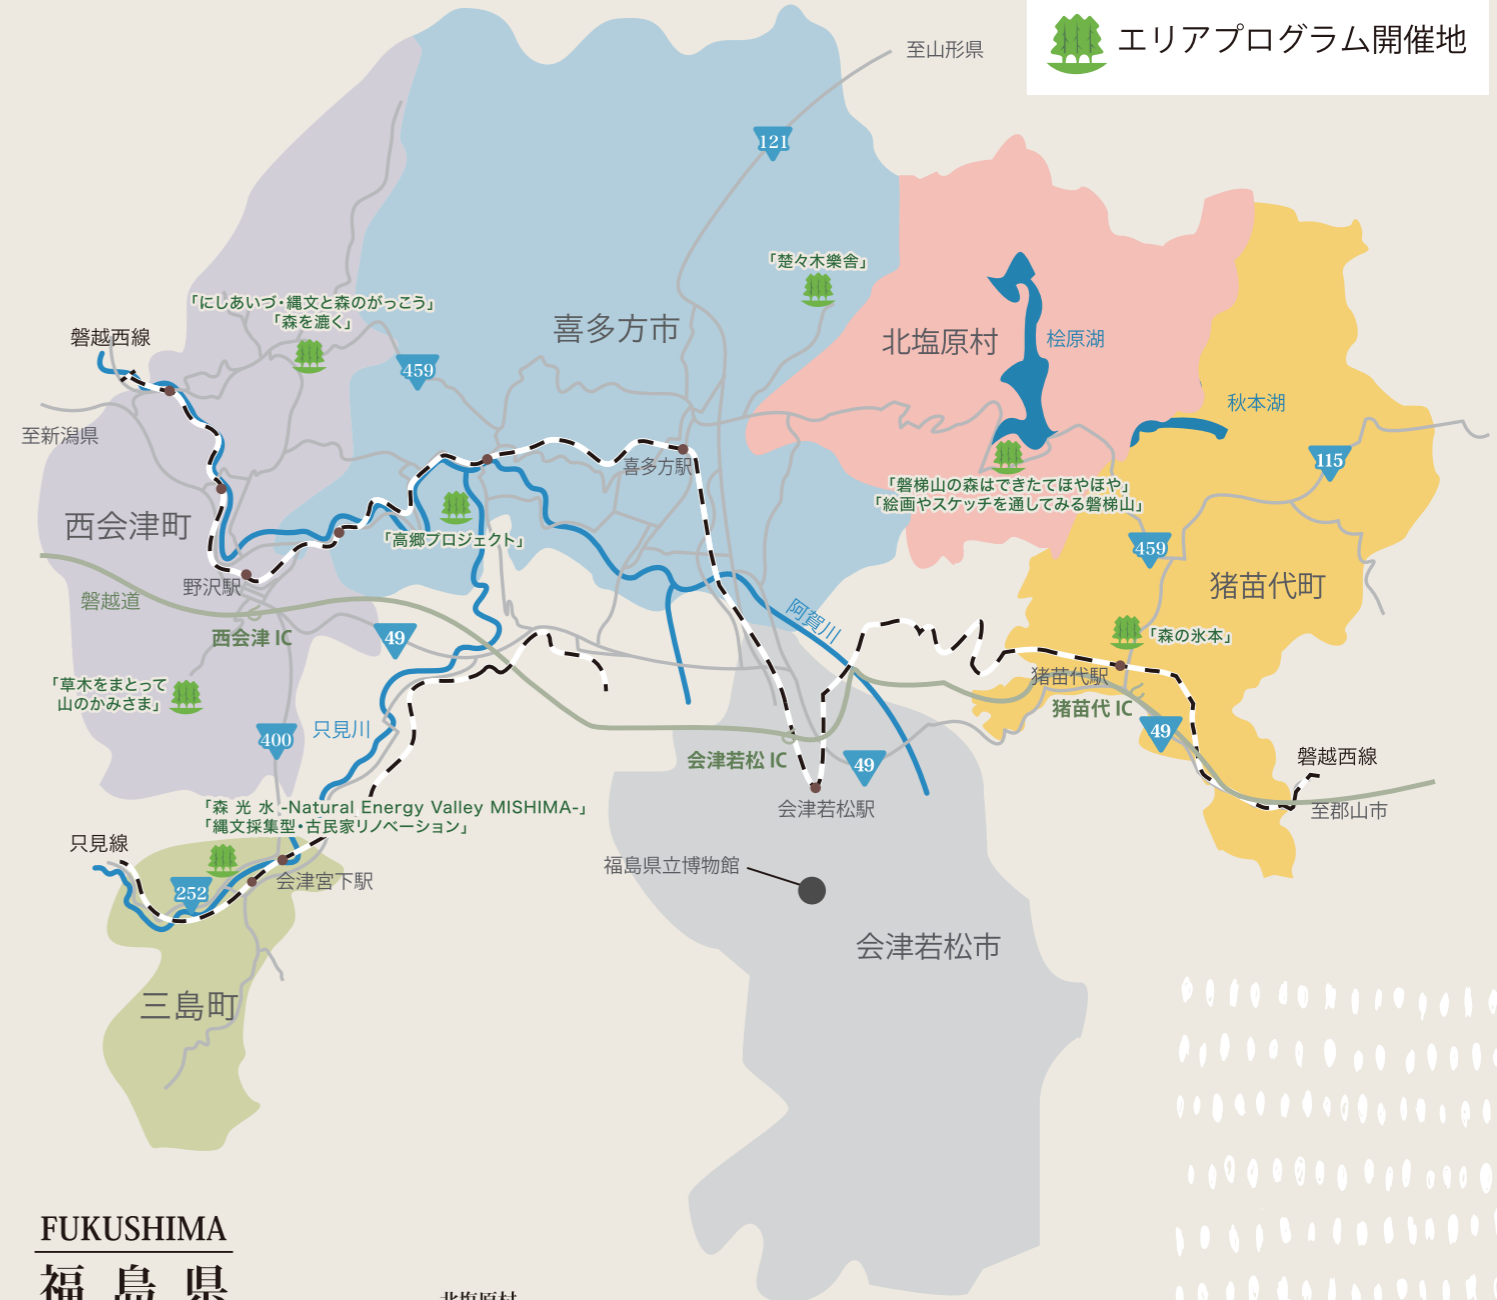 エリアプログラム開催地
至山形県
121
「楚々木樂舎」
「にしあいづ・縄文と森のがっこう」
「森を漉く」
喜多方市
北塩原村
桧原湖
磐越西線
459
秋本湖
至新潟県
喜多方駅
115
「磐梯山の森はできたてほやほや」
「絵画やスケッチを通してみる磐梯山」
西会津町
「高郷プロジェクト」
459
野沢駅
猪苗代町
磐越道
西会津 IC
49
阿賀川
「森の氷本」
猪苗代駅
「草木をまとって
山のかみさま」
猪苗代 IC
400
只見川
49
会津若松 IC
49
磐越西線
「森 光 水 -Natural Energy Valley MISHIMA-」
「縄文採集型・古民家リノベーション」
会津若松駅
至郡山市
只見線
252
会津宮下駅
福島県立博物館
会津若松市
三島町
FUKUSHIMA
福島県
北塩原村